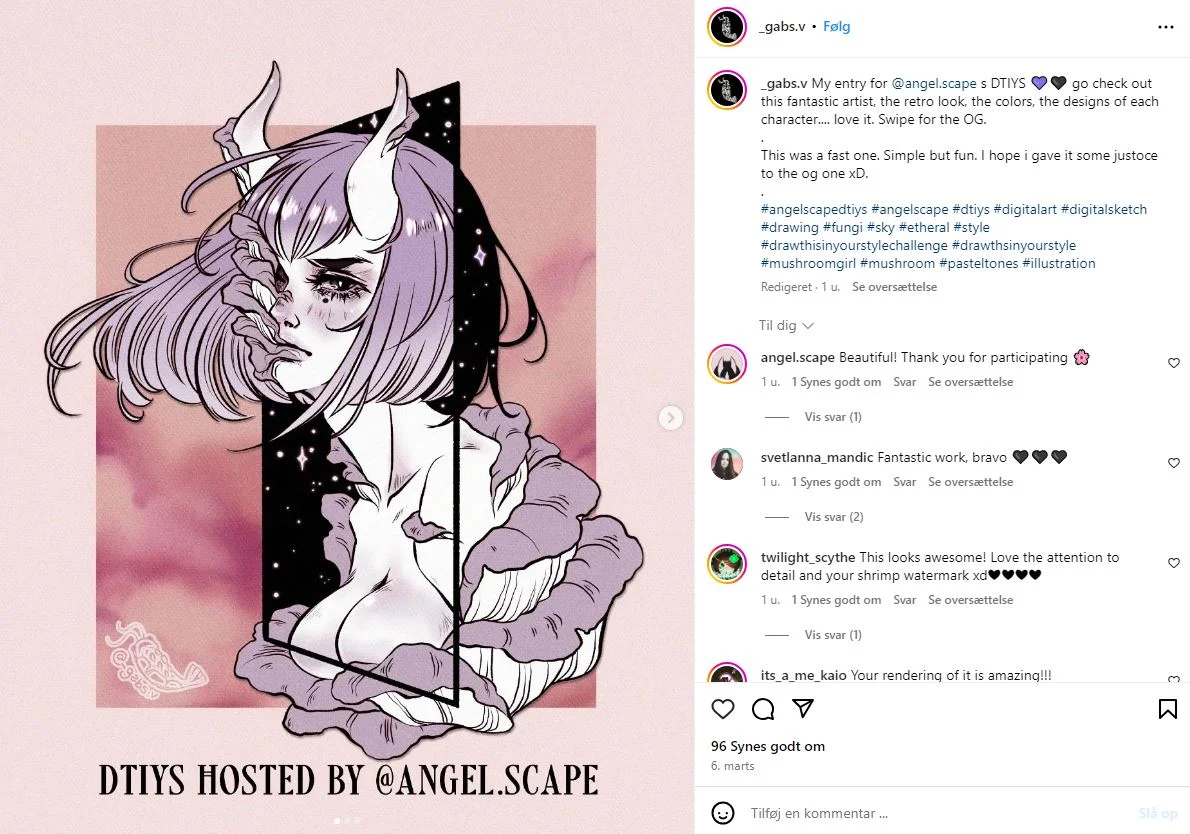 @_gabs.v
DTIYS HOSTED BY @ANGEL.SCAPE
_gabs.v • Følg
_gabs.v My entry for @angel.scape s DTIYS 💜🖤 go check out
this fantastic artist, the retro look, the colors, the designs of each
character.... love it. Swipe for the OG.
.
This was a fast one. Simple but fun. I hope i gave it some justoce
to the og one xD.
.
#angelscapedtiys #angelscape #dtiys #digitalart #digitalsketch
#drawing #fungi #sky #etheral #style
#drawthisinyourstylechallenge #drawthsinyourstyle
#mushroomgirl #mushroom #pasteltones #illustration
Redigeret · 1 u. Se oversættelse
Til dig
angel.scape Beautiful! Thank you for participating 🌸
1 u. 1 Synes godt om Svar Se oversættelse
Vis svar (1)
svetlanna_mandic Fantastic work, bravo 🖤🖤🖤
1 u. 1 Synes godt om Svar Se oversættelse
Vis svar (2)
twilight_scythe This looks awesome! Love the attention to
detail and your shrimp watermark xd♥♥♥♥
1 u. 1 Synes godt om Svar Se oversættelse
Vis svar (1)
its_a_me_kaio Your rendering of it is amazing!!!
96 Synes godt om
6. marts
Tilføj en kommentar ...
Slå op